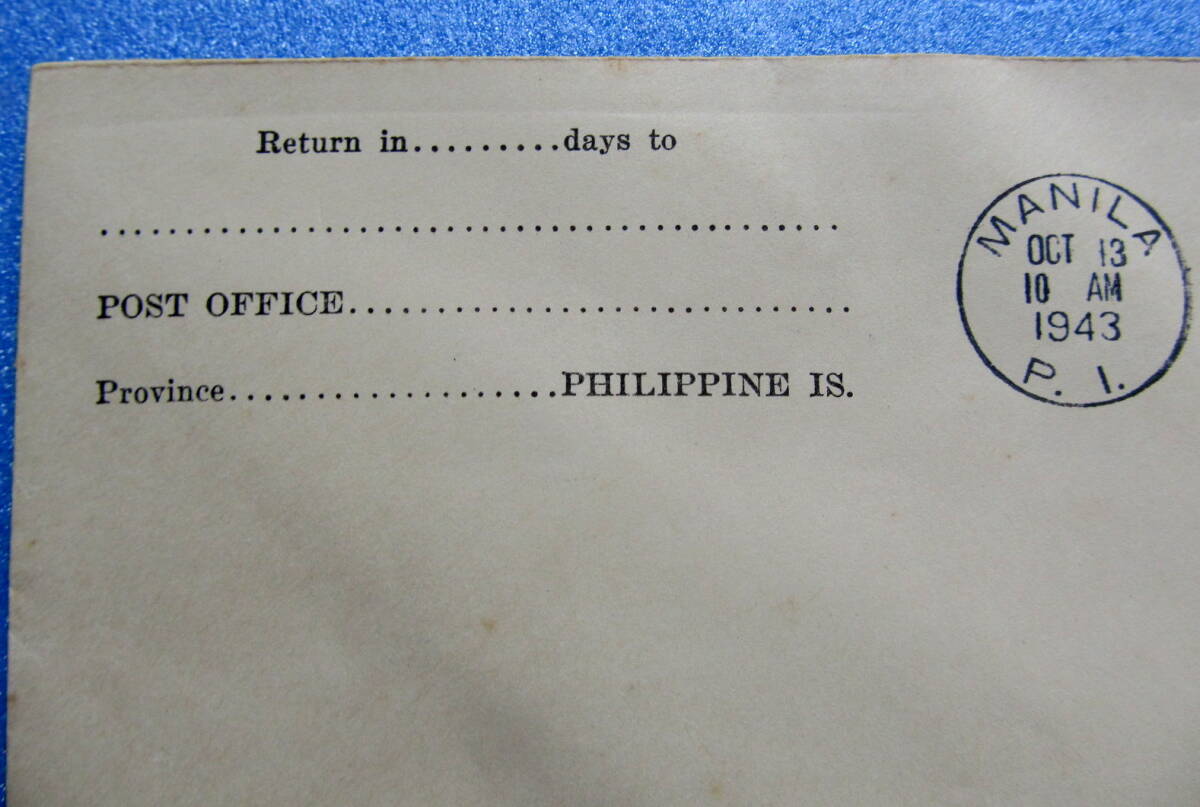 Return in.........days to
.......................................
POST OFFICE.............................
Province...................PHILIPPINE IS.
MANILA
OCT 13
10 AM
1943
P. I.